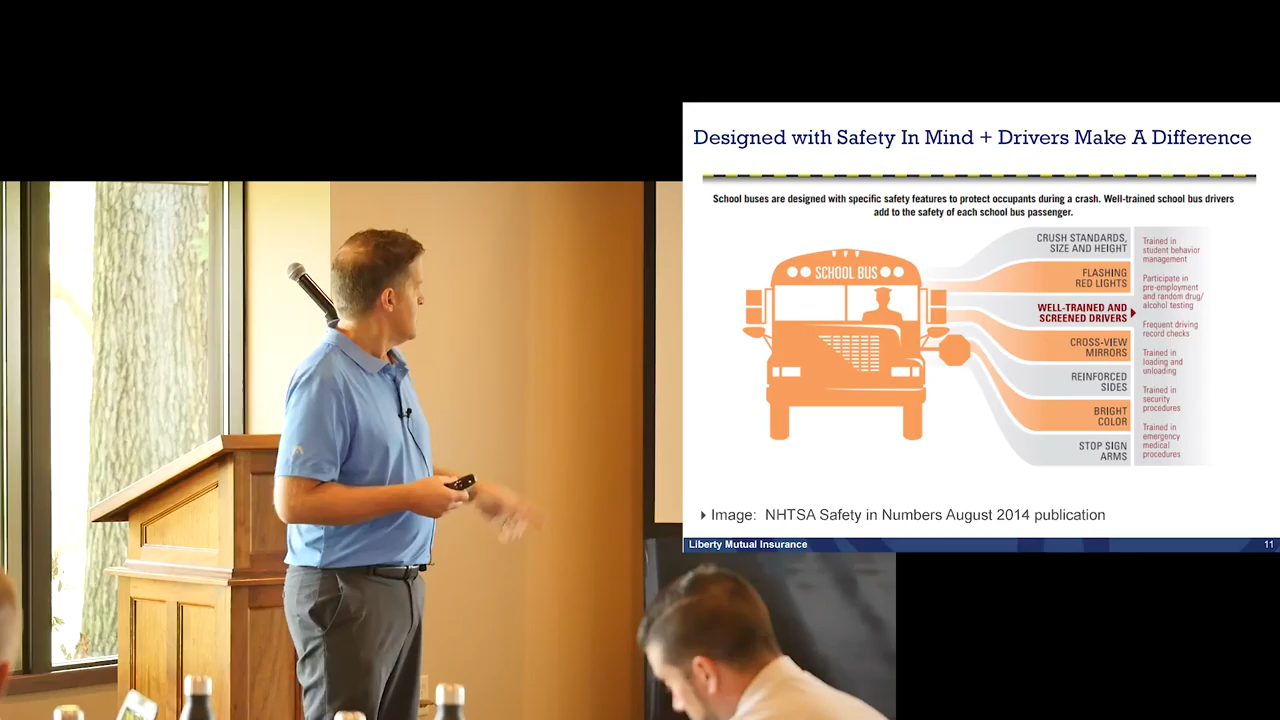 Designed with Safety In Mind + Drivers Make A Difference
School buses are designed with specific safety features to protect occupants during a crash. Well-trained school bus drivers
add to the safety of each school bus passenger.
SCHOOL BUS
CRUSH STANDARDS,
SIZE AND HEIGHT
FLASHING
RED LIGHTS
WELL-TRAINED AND
SCREENED DRIVERS
CROSS-VIEW
MIRRORS
REINFORCED
SIDES
BRIGHT
COLOR
STOP SIGN
ARMS
Trained in
student behavior
management
Participate in
pre-employment
and random drug/
alcohol testing
Frequent driving
record checks
Trained in
loading and
unloading
Trained in
security
procedures
Trained in
emergency
medical
procedures
Image: NHTSA Safety in Numbers August 2014 publication
Liberty Mutual Insurance
11